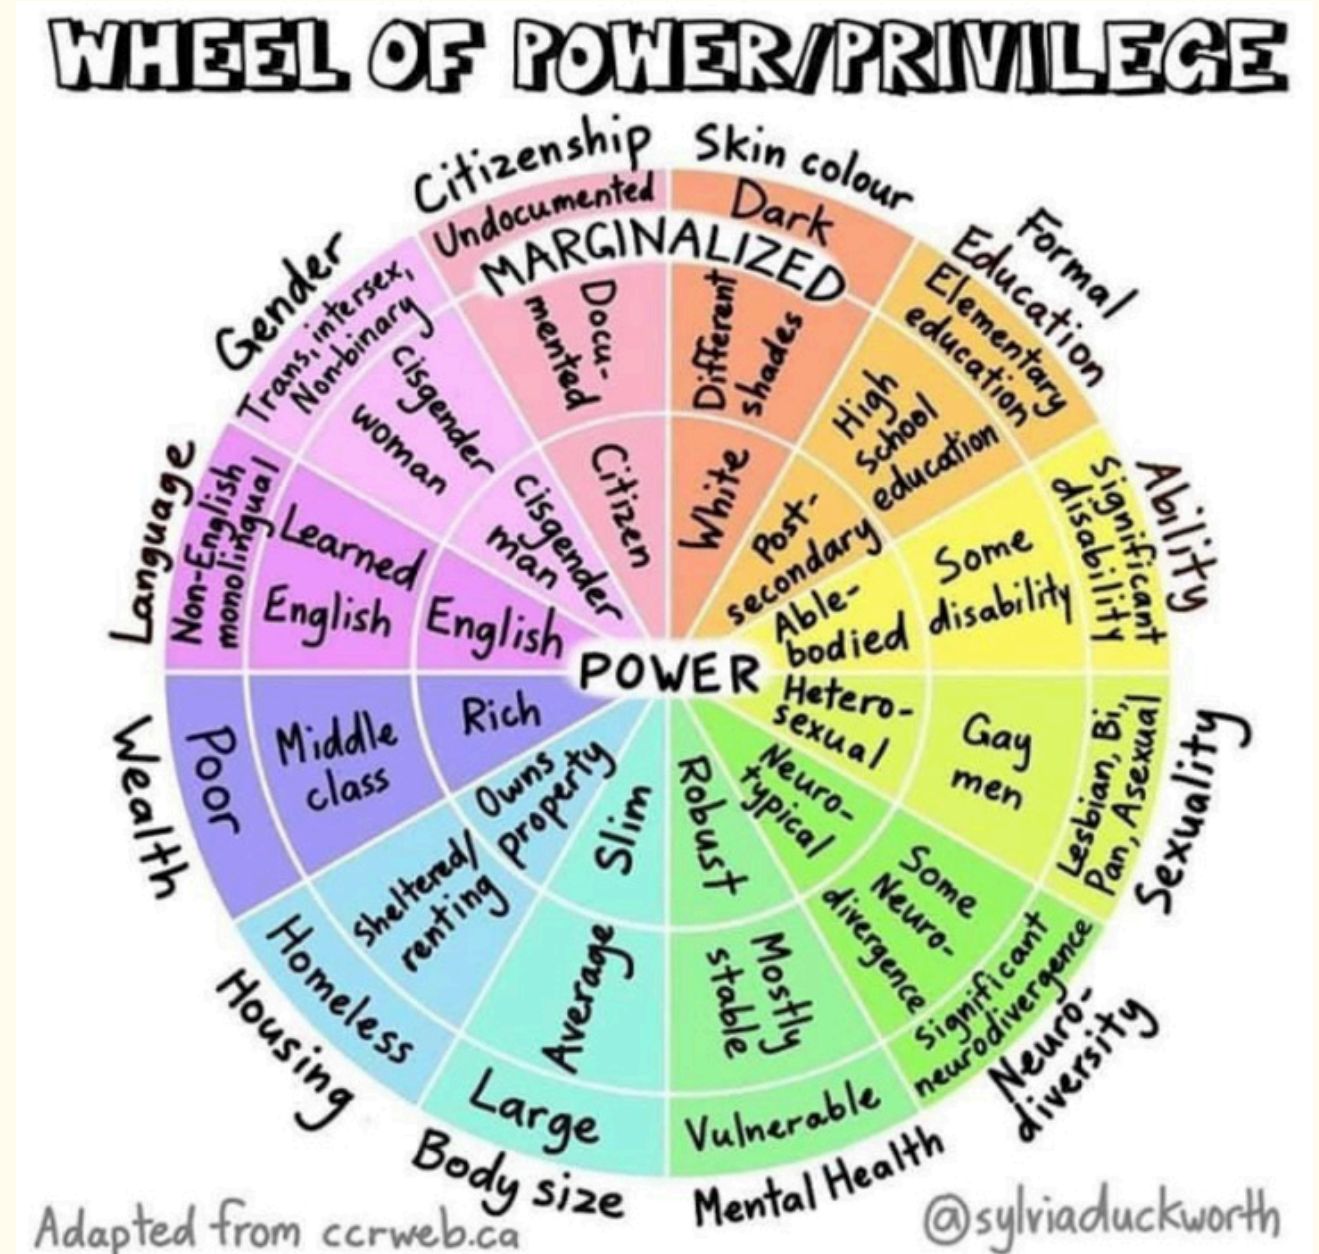 WHEEL OF POWER/PRIVILEGE
Citizenship
Undocumented
Docu-
mented
Citizen
Skin colour
Dark
Different
shades
White
Formal
Education
Elementary
education
High
School
education
Post-
secondary
Ability
Significant
disability
Some
disability
Able-
bodied
Sexuality
Lesbian, Bi,
Pan, Asexual
Gay
men
Hetero-
sexual
Neuro-
diversity
Significant
neurodivergence
Some
Neuro-
divergence
Neuro-
typical
Mental Health
Vulnerable
Mostly
stable
Robust
Body size
Large
Average
Slim
Housing
Homeless
Sheltered/
renting
Owns
property
Wealth
Poor
Middle
class
Rich
Language
Non-English
monolingual
Learned
English
English
Gender
Trans, intersex,
Non-binary
Cisgender
woman
Cisgender
man
MARGINALIZED
POWER
Adapted from ccrweb.ca
@sylviaduckworth